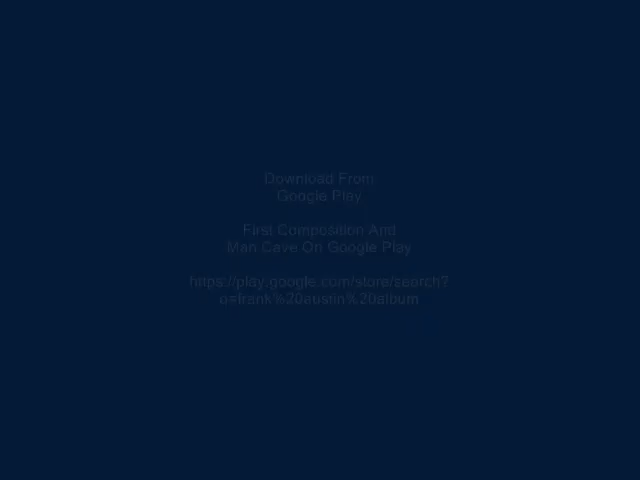 Download From
Google Play
First Composition And
Man Cave On Google Play
https://play.google.com/store/search?
q=frank%20austin%20album